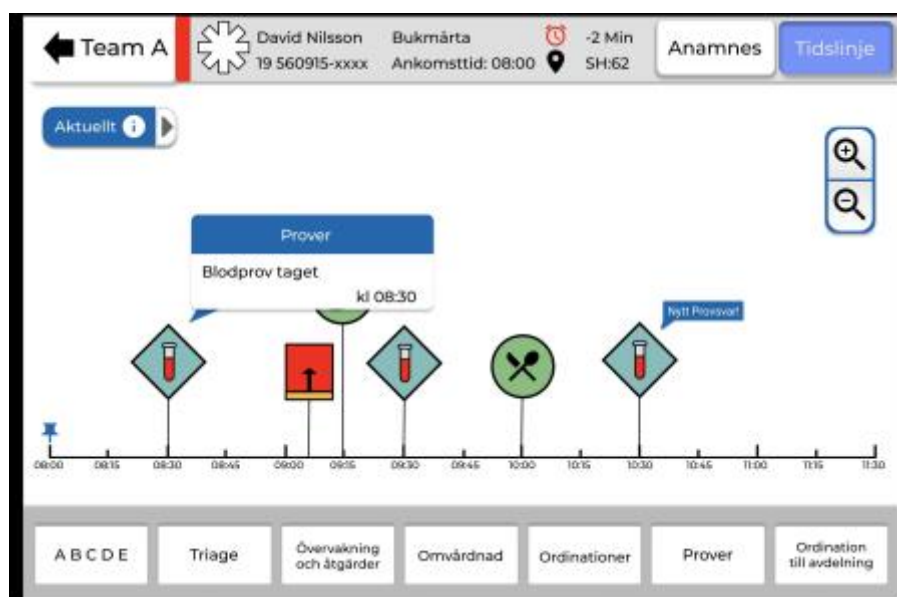 Team A
David Nilsson
19 560915-xxxx
Bukmärta
Ankomsttid: 08:00
-2 Min
SH:62
Anamnes
Tidslinje
Aktuellt i
Prover
Blodprov taget
kl 08:30
Nytt Provsvar!
08:00 08:15 08:30 08:45 09:00 09:15 09:30 09:45 10:00 10:15 10:30 10:45 11:00 11:15 11:30
A B C D E
Triage
Övervakning
och åtgärder
Omvårdnad
Ordinationer
Prover
Ordination
till avdelning